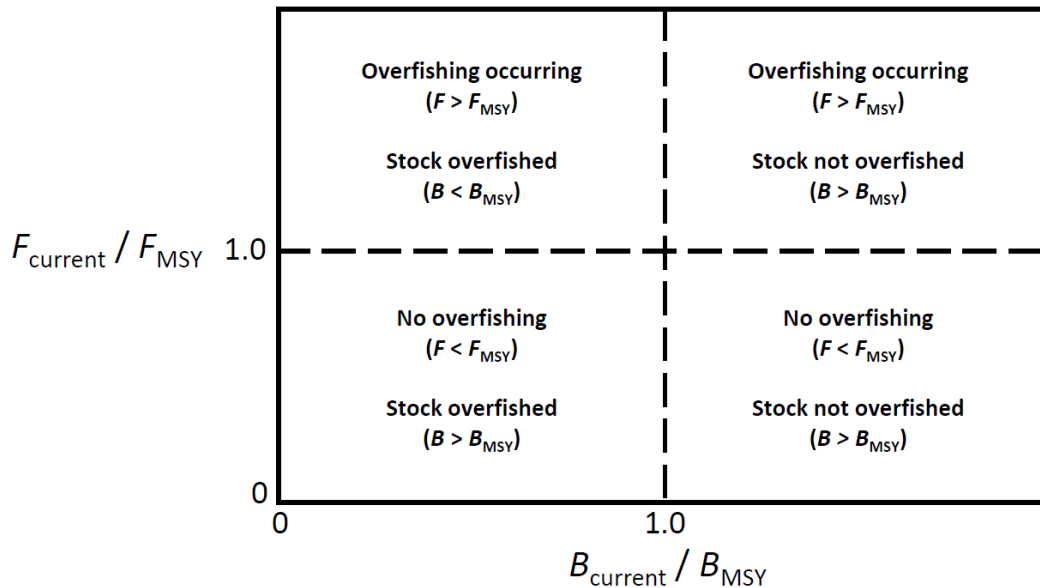 Overfishing occurring
(F > FMSY)
Stock overfished
(B < BMSY)
Overfishing occurring
(F > FMSY)
Stock not overfished
(B > BMSY)
Fcurrent / FMSY
1.0
No overfishing
(F < FMSY)
Stock overfished
(B > BMSY)
No overfishing
(F < FMSY)
Stock not overfished
(B > BMSY)
0
0
1.0
Bcurrent / BMSY